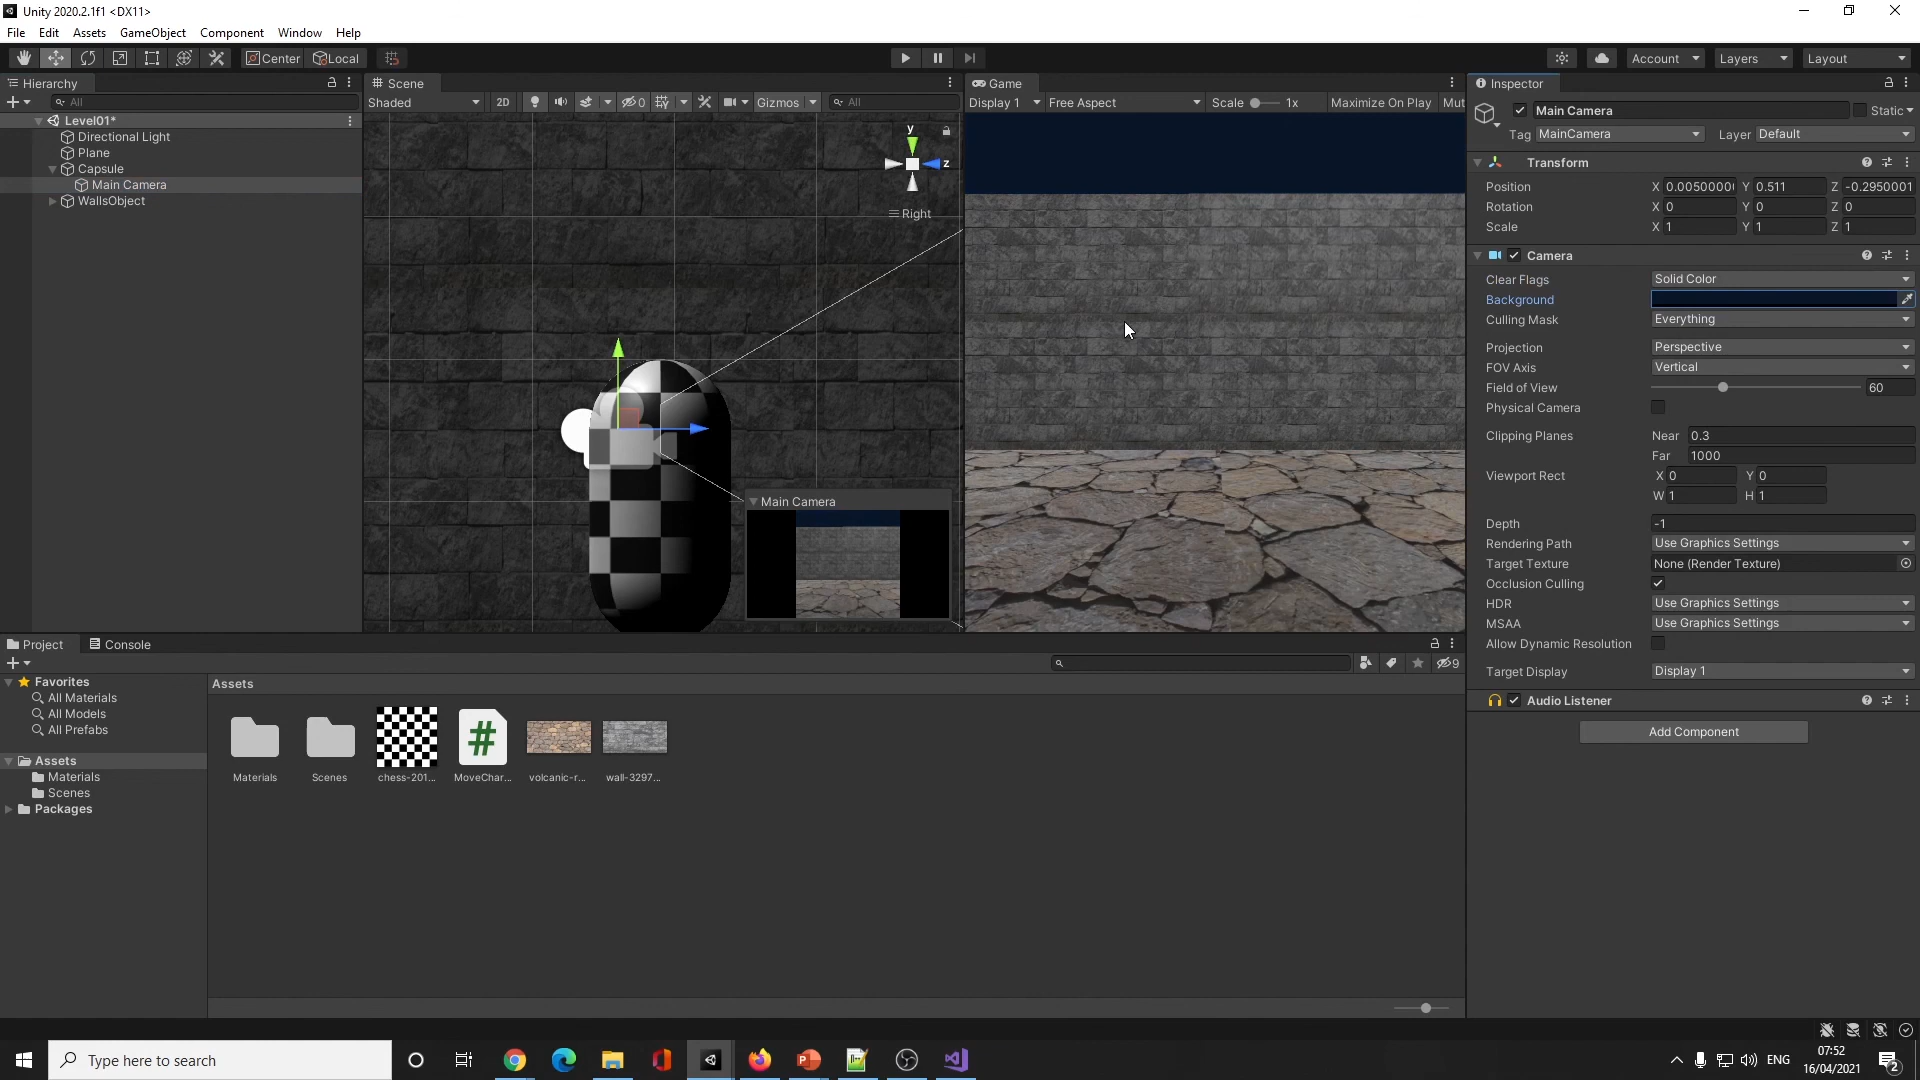 Unity 2020.2.1f1 <DX11>
File Edit Assets GameObject Component Window Help
Center Local Account Layers Layout
Hierarchy
All
Level01*
Directional Light
Plane
Capsule
Main Camera
WallsObject
Scene
Shaded 2D 0 Gizmos All
y
z
Right
Main Camera
Game
Display 1 Free Aspect Scale 1x Maximize On Play Mut
Inspector
Main Camera Static
Tag MainCamera Layer Default
Transform
Position X 0.00500000 Y 0.511 Z -0.2950001
Rotation X 0 Y 0 Z 0
Scale X 1 Y 1 Z 1
Camera
Clear Flags Solid Color
Background
Culling Mask Everything
Projection Perspective
FOV Axis Vertical
Field of View 60
Physical Camera
Clipping Planes Near 0.3
Far 1000
Viewport Rect X 0 Y 0
W 1 H 1
Depth -1
Rendering Path Use Graphics Settings
Target Texture None (Render Texture)
Occlusion Culling
HDR Use Graphics Settings
MSAA Use Graphics Settings
Allow Dynamic Resolution
Target Display Display 1
Audio Listener
Add Component
Project Console
9
Favorites
All Materials
All Models
All Prefabs
Assets
Materials
Scenes
Packages
Assets
Materials Scenes chess-201... MoveChar... volcanic-r... wall-3297...
Type here to search
ENG
07:52
16/04/2021
2